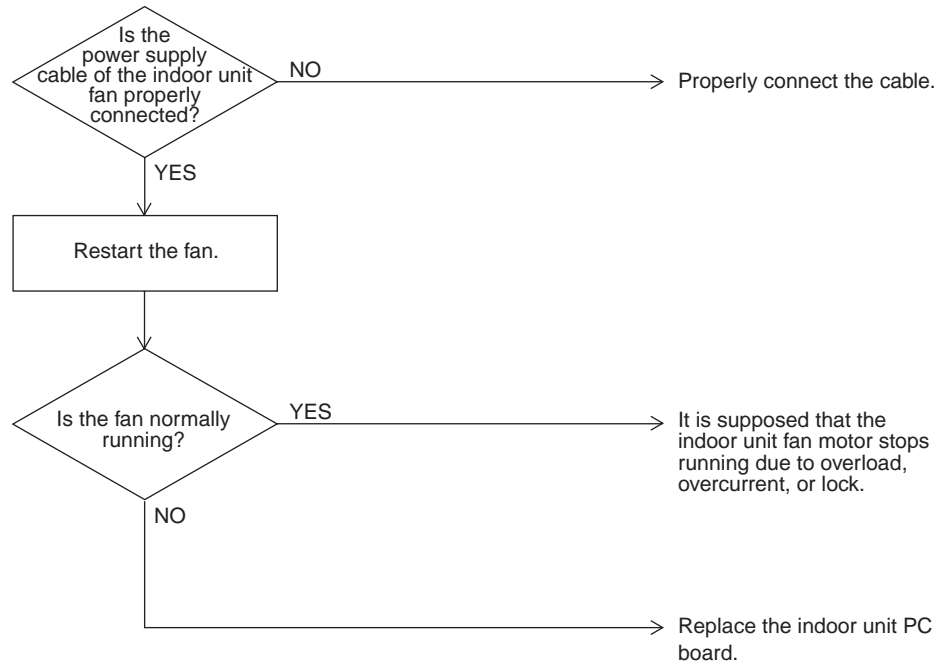 Is the
power supply
cable of the indoor unit
fan properly
connected?
NO
Properly connect the cable.
YES
Restart the fan.
Is the fan normally
running?
YES
It is supposed that the
indoor unit fan motor stops
running due to overload,
overcurrent, or lock.
NO
Replace the indoor unit PC
board.